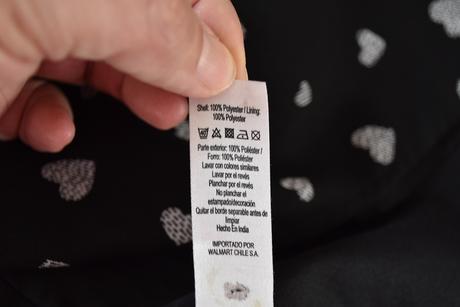 Shell: 100% Polyester / Lining:
100% Polyester
Parte exterior: 100% Poliéster /
Forro: 100% Poliéster
Lavar con colores similares
Lavar por el revés
Planchar por el revés
No planchar el
estampado/decoración
Quitar el borde separable antes de
limpiar
Hecho En India
IMPORTADO POR
WALMART CHILE S.A.